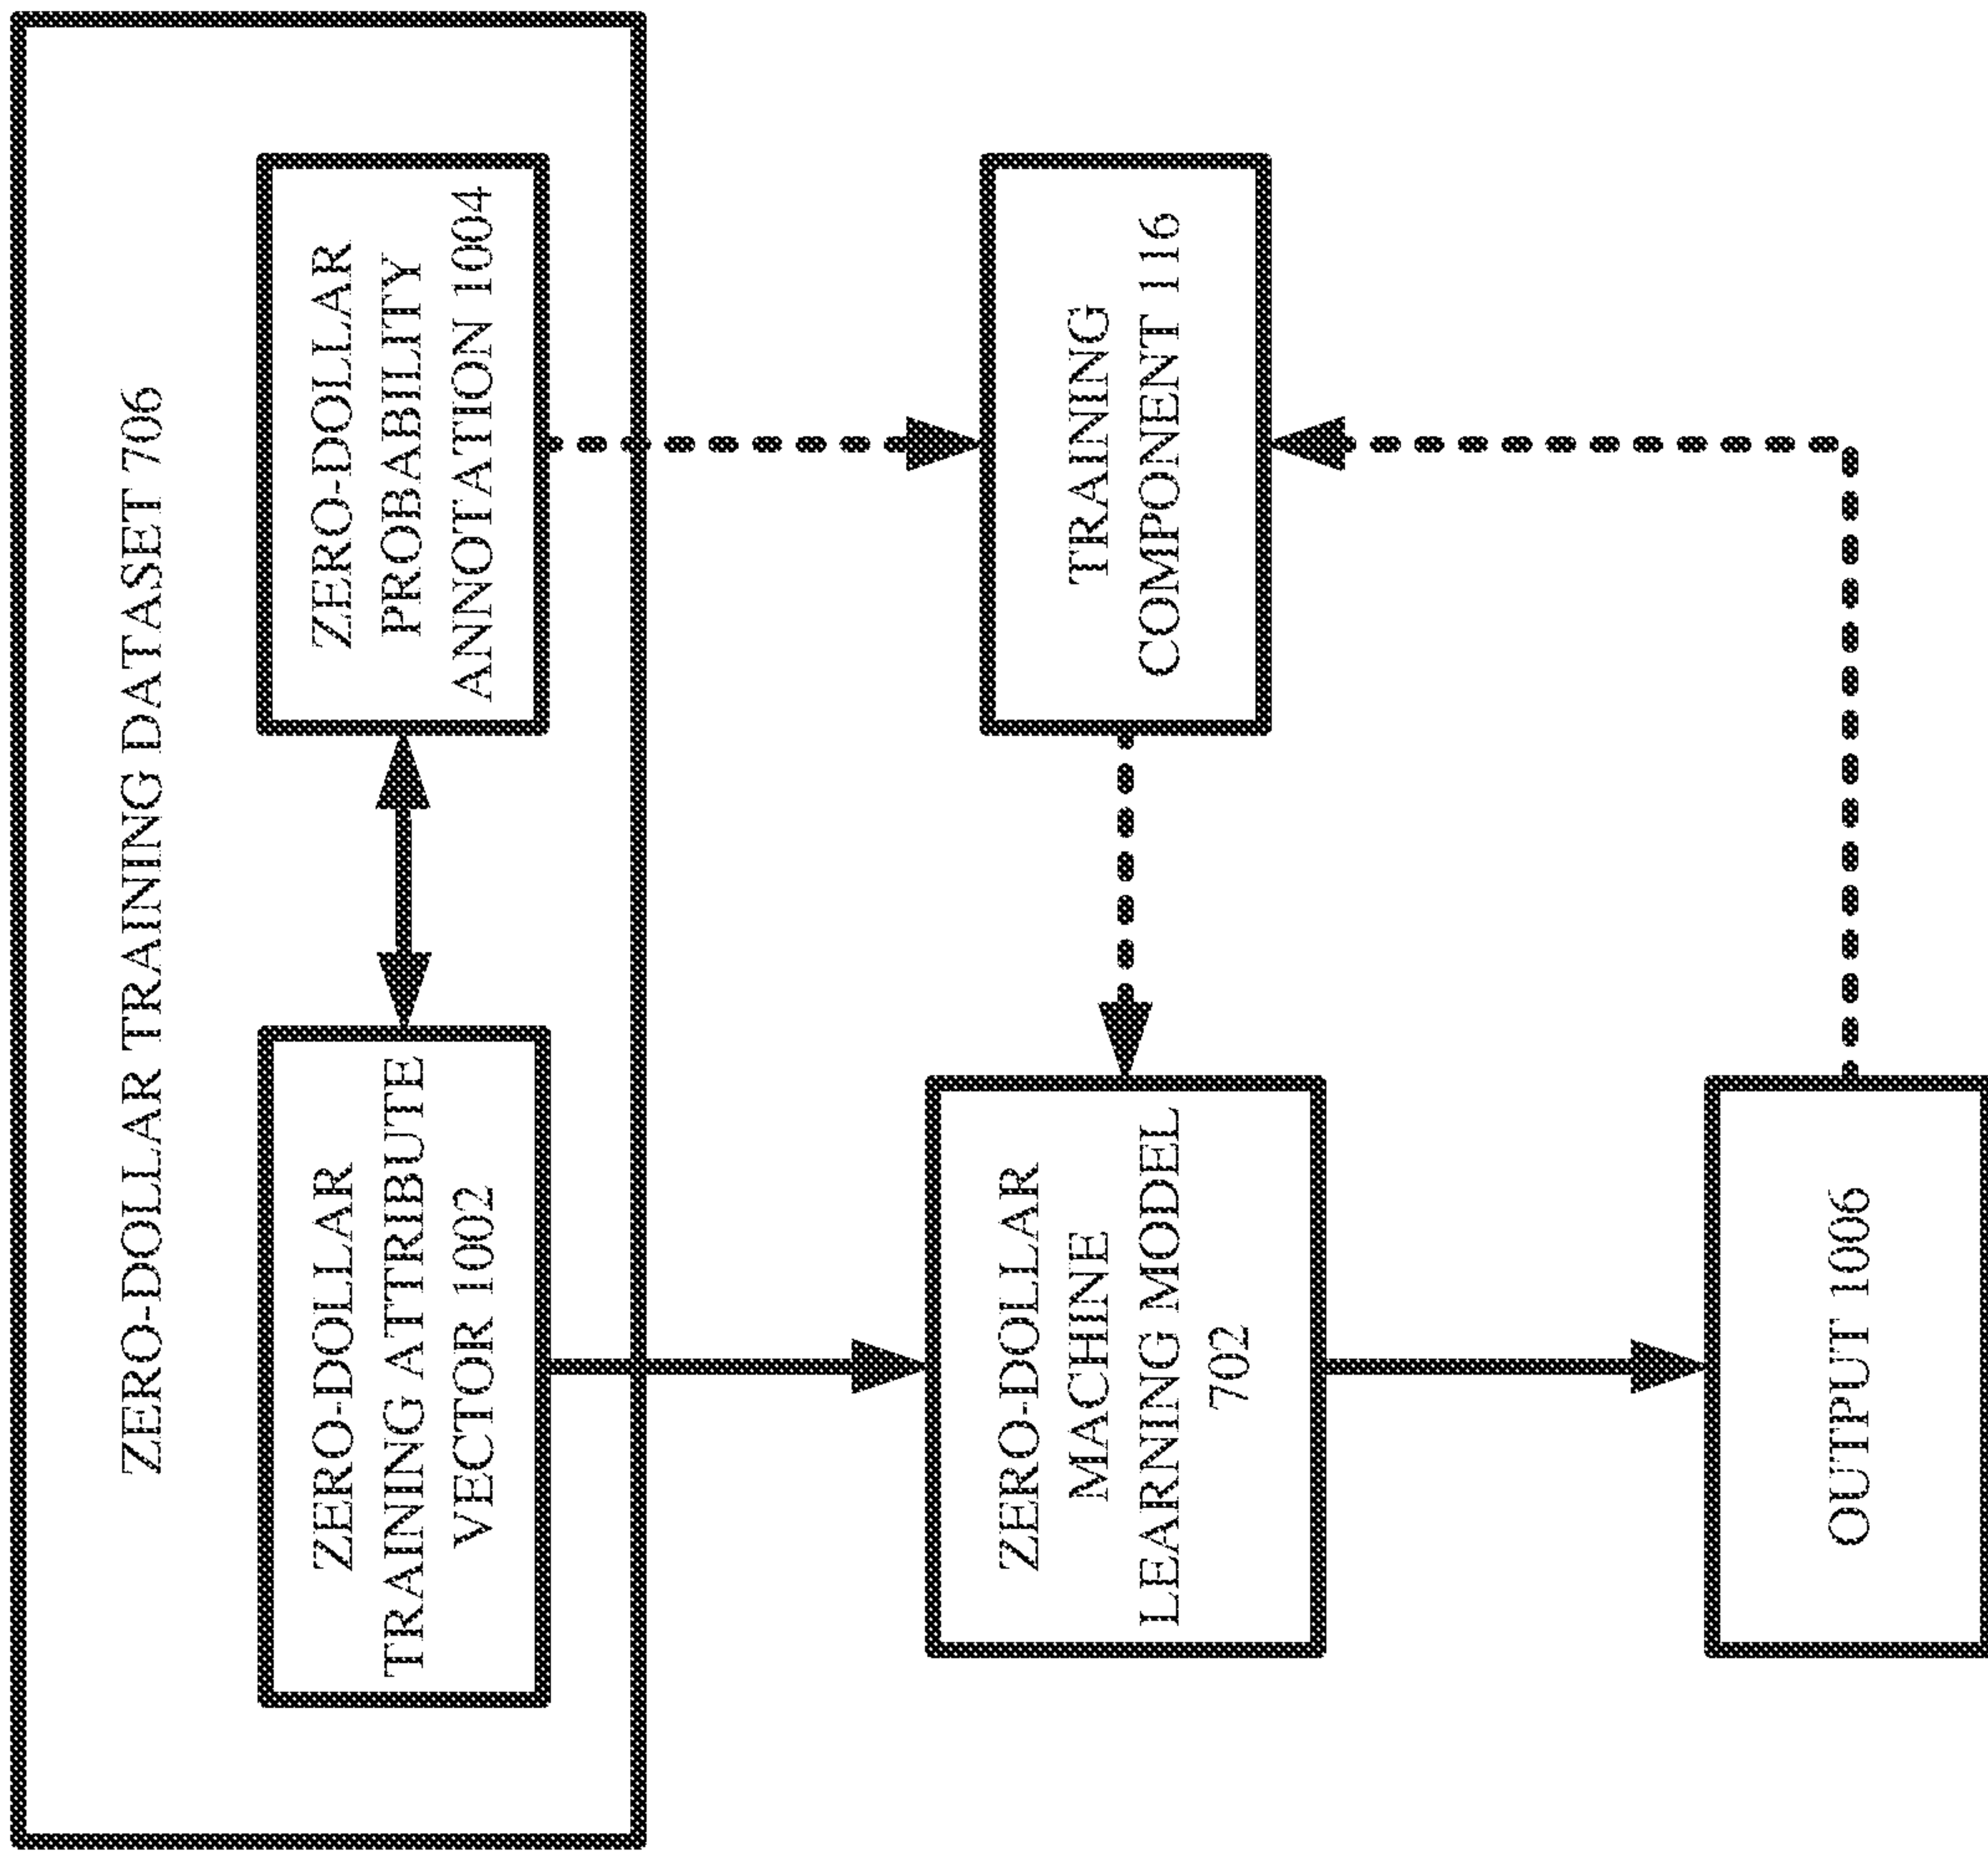 ZERO-DOLLAR TRAINING DATASET 706
ZERO-DOLLAR
TRAINING ATTRIBUTE
VECTOR 1002
ZERO-DOLLAR
PROBABILITY
ANNOTATION 1004
ZERO-DOLLAR
MACHINE
LEARNING MODEL
702
TRAINING
COMPONENT 116
OUTPUT 1006